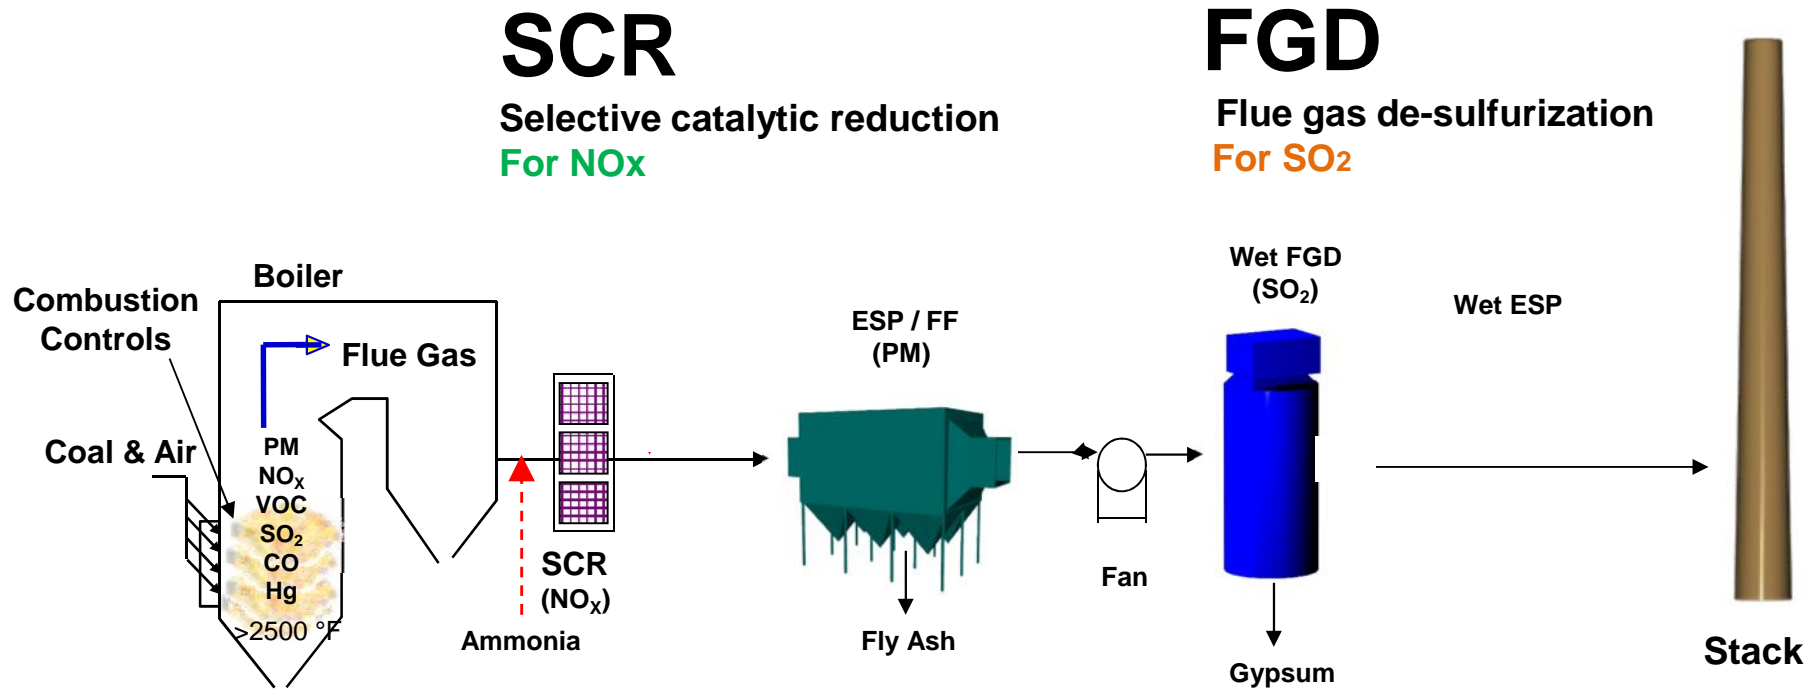 SCR
Selective catalytic reduction
For NOx
FGD
Flue gas de-sulfurization
For SO2
Boiler
Combustion
Controls
Flue Gas
Coal & Air
PM
NOX
VOC
SO2
CO
Hg
>2500 °F
Ammonia
SCR
(NOX)
ESP / FF
(PM)
Fly Ash
Fan
Wet FGD
(SO2)
Gypsum
Wet ESP
Stack